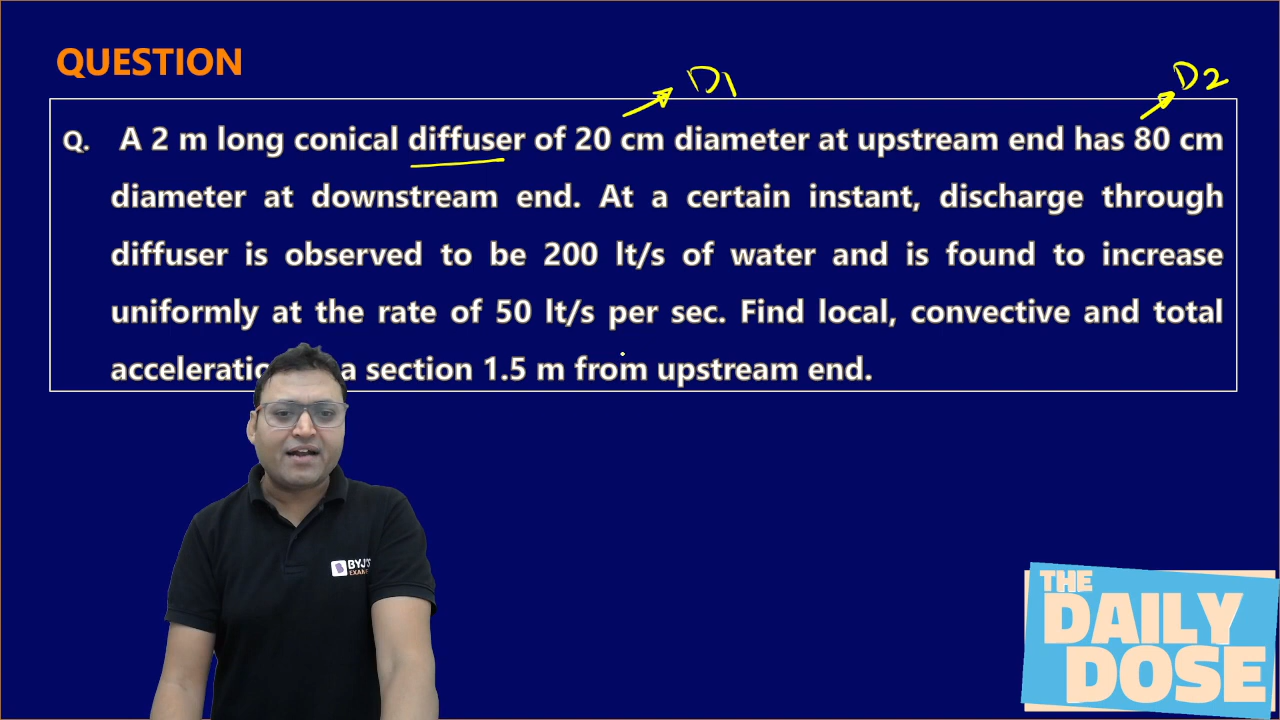 QUESTION
D1
D2
Q. A 2 m long conical diffuser of 20 cm diameter at upstream end has 80 cm
diameter at downstream end. At a certain instant, discharge through
diffuser is observed to be 200 lt/s of water and is found to increase
uniformly at the rate of 50 lt/s per sec. Find local, convective and total
a section 1.5 m from upstream end.
BYJU'S
EXAM
THE
DAILY
DOSE